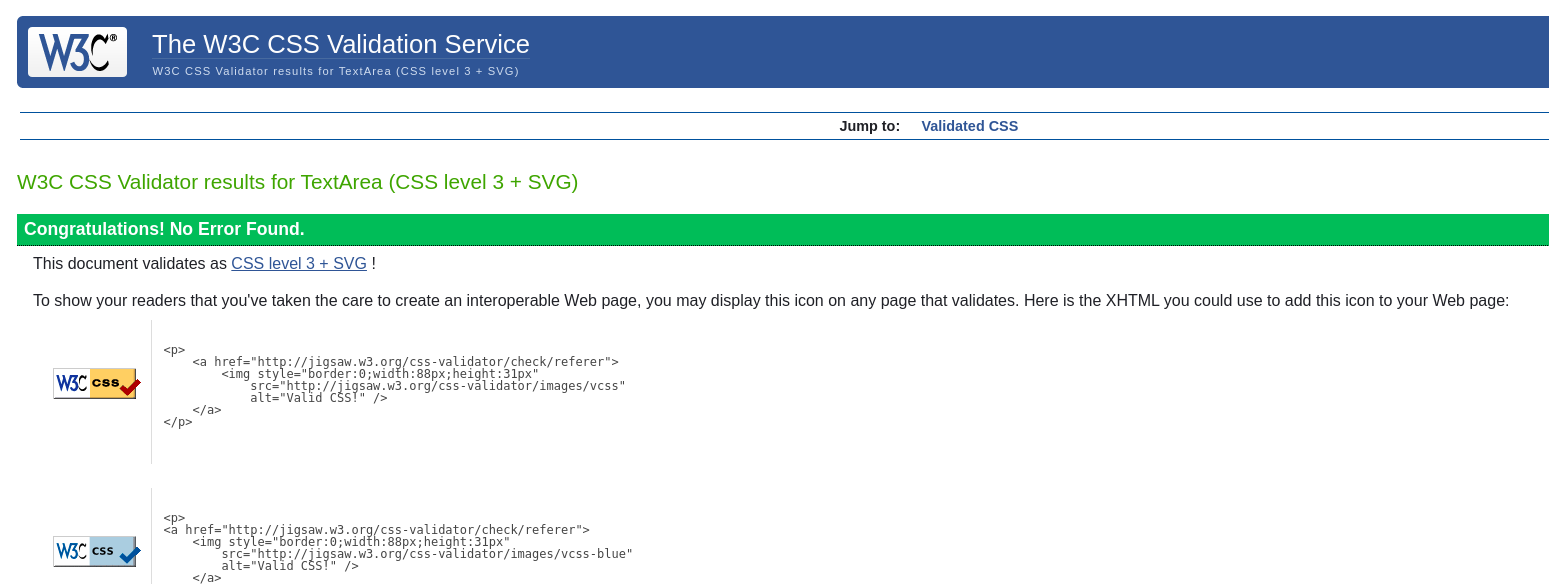 W3C®
The W3C CSS Validation Service
W3C CSS Validator results for TextArea (CSS level 3 + SVG)
Jump to: Validated CSS
W3C CSS Validator results for TextArea (CSS level 3 + SVG)
Congratulations! No Error Found.
This document validates as CSS level 3 + SVG !
To show your readers that you've taken the care to create an interoperable Web page, you may display this icon on any page that validates. Here is the XHTML you could use to add this icon to your Web page:
W3C css
<p>
    <a href="http://jigsaw.w3.org/css-validator/check/referer">
        <img style="border:0;width:88px;height:31px"
            src="http://jigsaw.w3.org/css-validator/images/vcss"
            alt="Valid CSS!" />
    </a>
</p>
W3C css
<p>
<a href="http://jigsaw.w3.org/css-validator/check/referer">
    <img style="border:0;width:88px;height:31px"
        src="http://jigsaw.w3.org/css-validator/images/vcss-blue"
        alt="Valid CSS!" />
    </a>